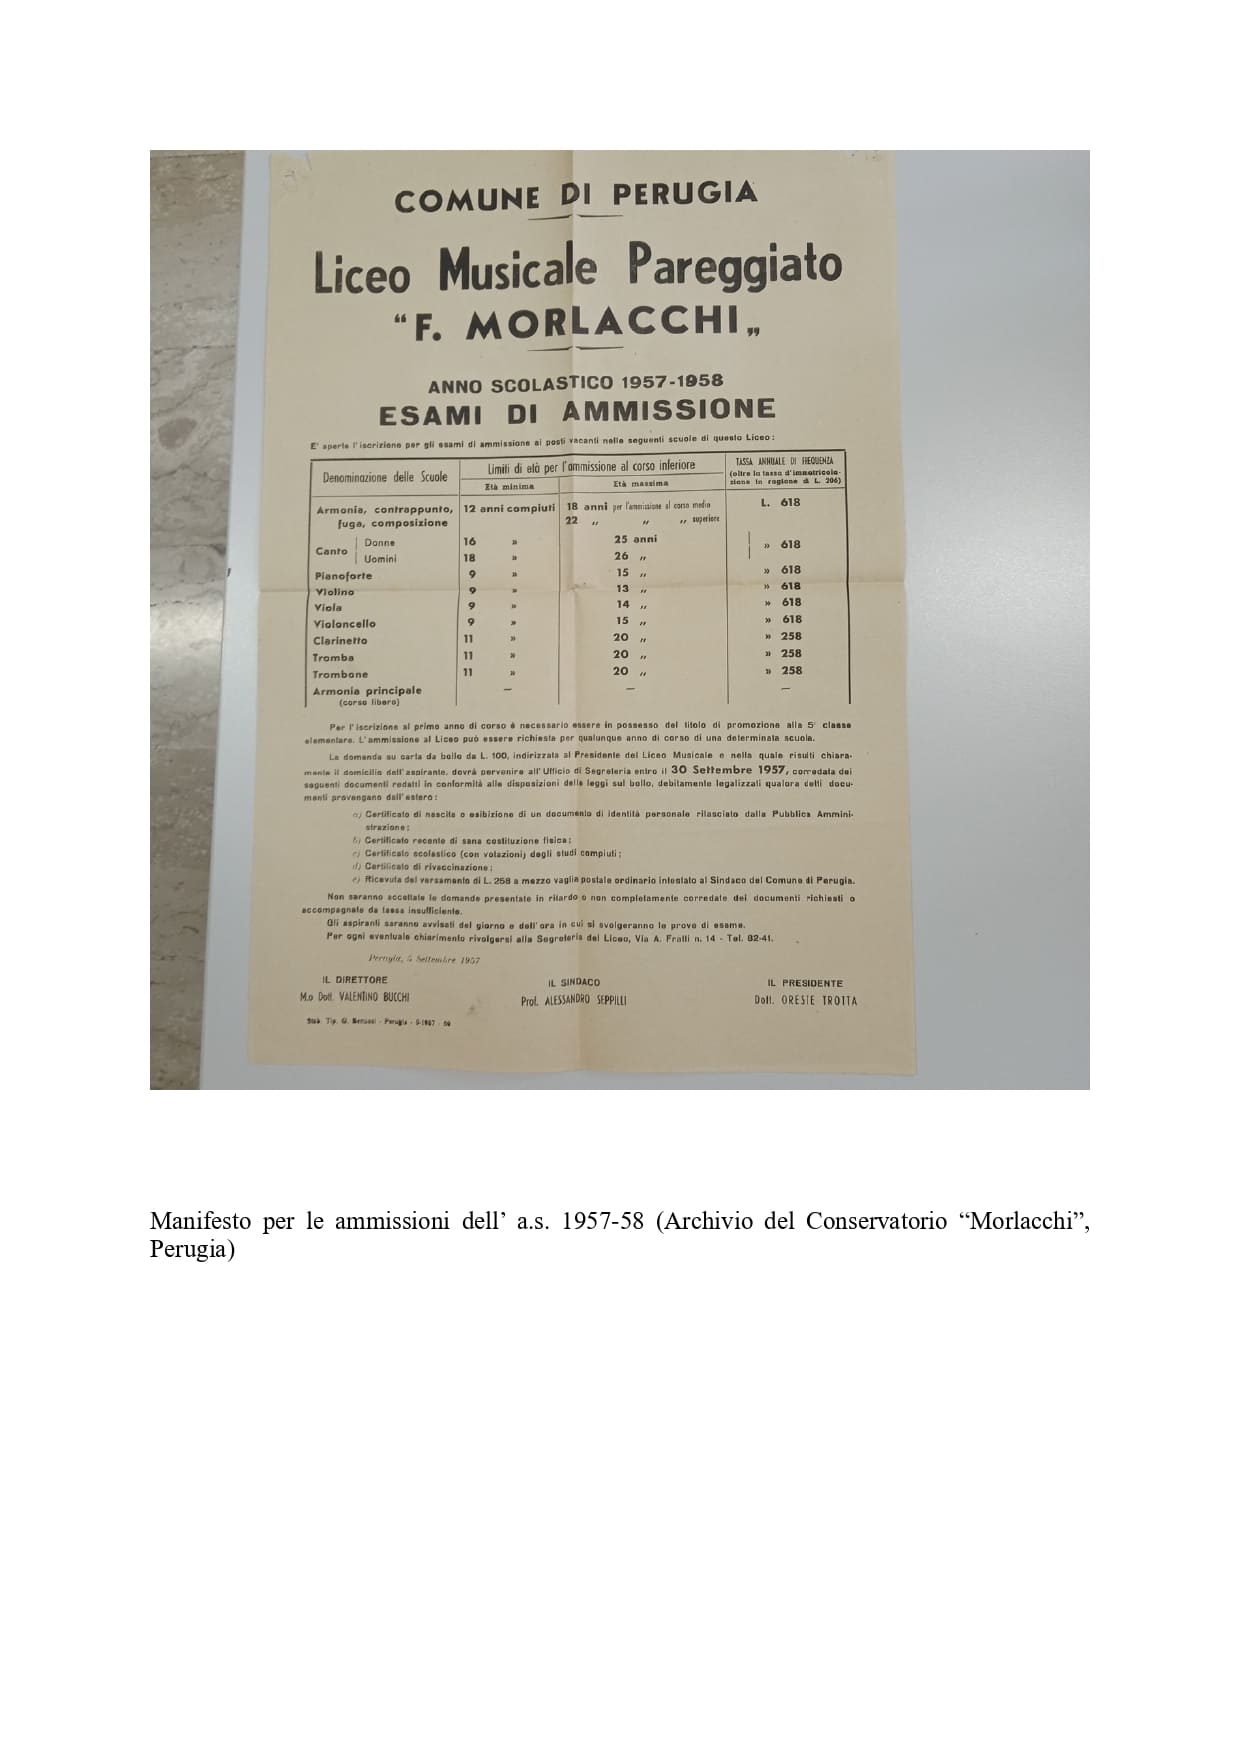 COMUNE DI PERUGIA
Liceo Musicale Pareggiato
“F. MORLACCHI„
ANNO SCOLASTICO 1957-1958
ESAMI DI AMMISSIONE
E' aperta l'iscrizione per gli esami di ammissione ai posti vacanti nelle seguenti scuole di questo Liceo:
Denominazione delle Scuole
Limiti di età per l'ammissione al corso inferiore
Età minima Età massima
TASSA ANNUALE DI FREQUENZA
(oltre la tassa d'immatricola-
zione in ragione di L. 206)
Armonia, contrappunto, 12 anni compiuti 18 anni per l'ammissione al corso medio L. 618
fuga, composizione 22 „ „ „ superiore
Canto Donne 16 » 25 anni » 618
Uomini 18 » 26 „
Pianoforte 9 » 15 „ » 618
Violino 9 » 13 „ » 618
Viola 9 » 14 „ » 618
Violoncello 9 » 15 „ » 618
Clarinetto 11 » 20 „ » 258
Tromba 11 » 20 „ » 258
Trombone 11 » 20 „ » 258
Armonia principale — — —
(corso libero)
Per l'iscrizione al primo anno di corso è necessario essere in possesso del titolo di promozione alla 5ª classe
elementare. L'ammissione al Liceo può essere richiesta per qualunque anno di corso di una determinata scuola.
La domanda su carta da bollo da L. 100, indirizzata al Presidente del Liceo Musicale e nella quale risulti chiara-
mente il domicilio dell'aspirante, dovrà pervenire all'Ufficio di Segreteria entro il 30 Settembre 1957, corredata dei
seguenti documenti redatti in conformità alle disposizioni delle leggi sul bollo, debitamente legalizzati qualora detti docu-
menti provengano dall'estero:
a) Certificato di nascita o esibizione di un documento di identità personale rilasciato dalla Pubblica Ammini-
strazione;
b) Certificato recente di sana costituzione fisica;
c) Certificato scolastico (con votazioni) degli studi compiuti;
d) Certificato di rivaccinazione;
e) Ricevuta del versamento di L. 258 a mezzo vaglia postale ordinario intestato al Sindaco del Comune di Perugia.
Non saranno accettate le domande presentate in ritardo o non completamente corredate dei documenti richiesti o
accompagnate da tassa insufficiente.
Gli aspiranti saranno avvisati del giorno e dell'ora in cui si svolgeranno le prove di esame.
Per ogni eventuale chiarimento rivolgersi alla Segreteria del Liceo, Via A. Fratti n. 14 - Tel. 82-41.
Perugia, 5 Settembre 1957
IL DIRETTORE IL SINDACO IL PRESIDENTE
M.o Dott. VALENTINO BUCCHI Prof. ALESSANDRO SEPPILLI Dott. ORESTE TROTTA
Stab. Tip. G. Benucci - Perugia - 9-1957 -
Manifesto per le ammissioni dell’ a.s. 1957-58 (Archivio del Conservatorio “Morlacchi”,
Perugia)